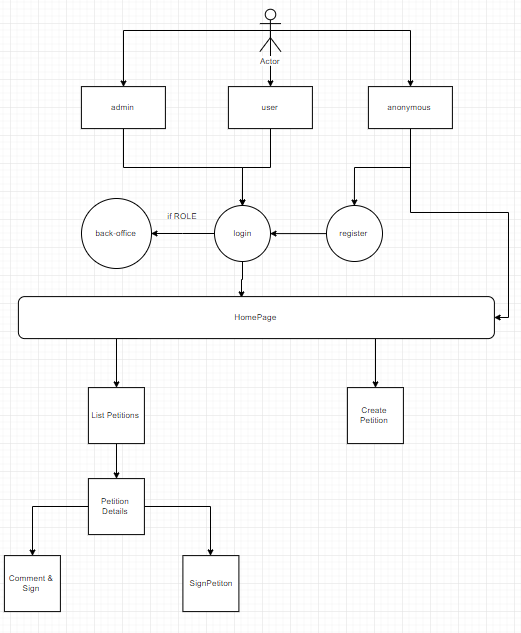 Actor
admin
user
anonymous
if ROLE
back-office
login
register
HomePage
List Petitions
Create
Petition
Petition
Details
Comment &
Sign
SignPetiton